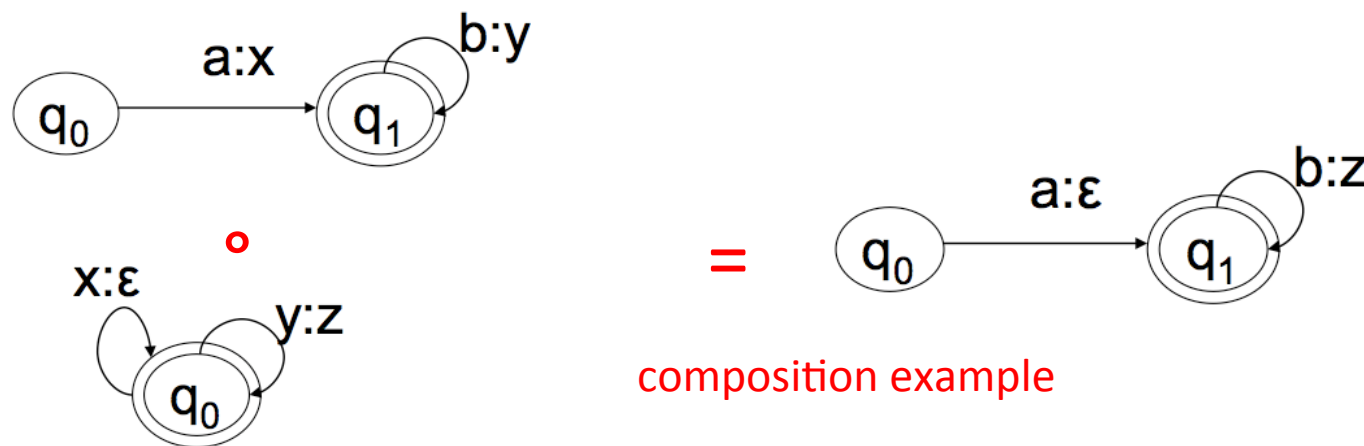 a:x
b:y
q₀
q₁
∘
x:ε
y:z
q₀
=
a:ε
b:z
q₀
q₁
composition example